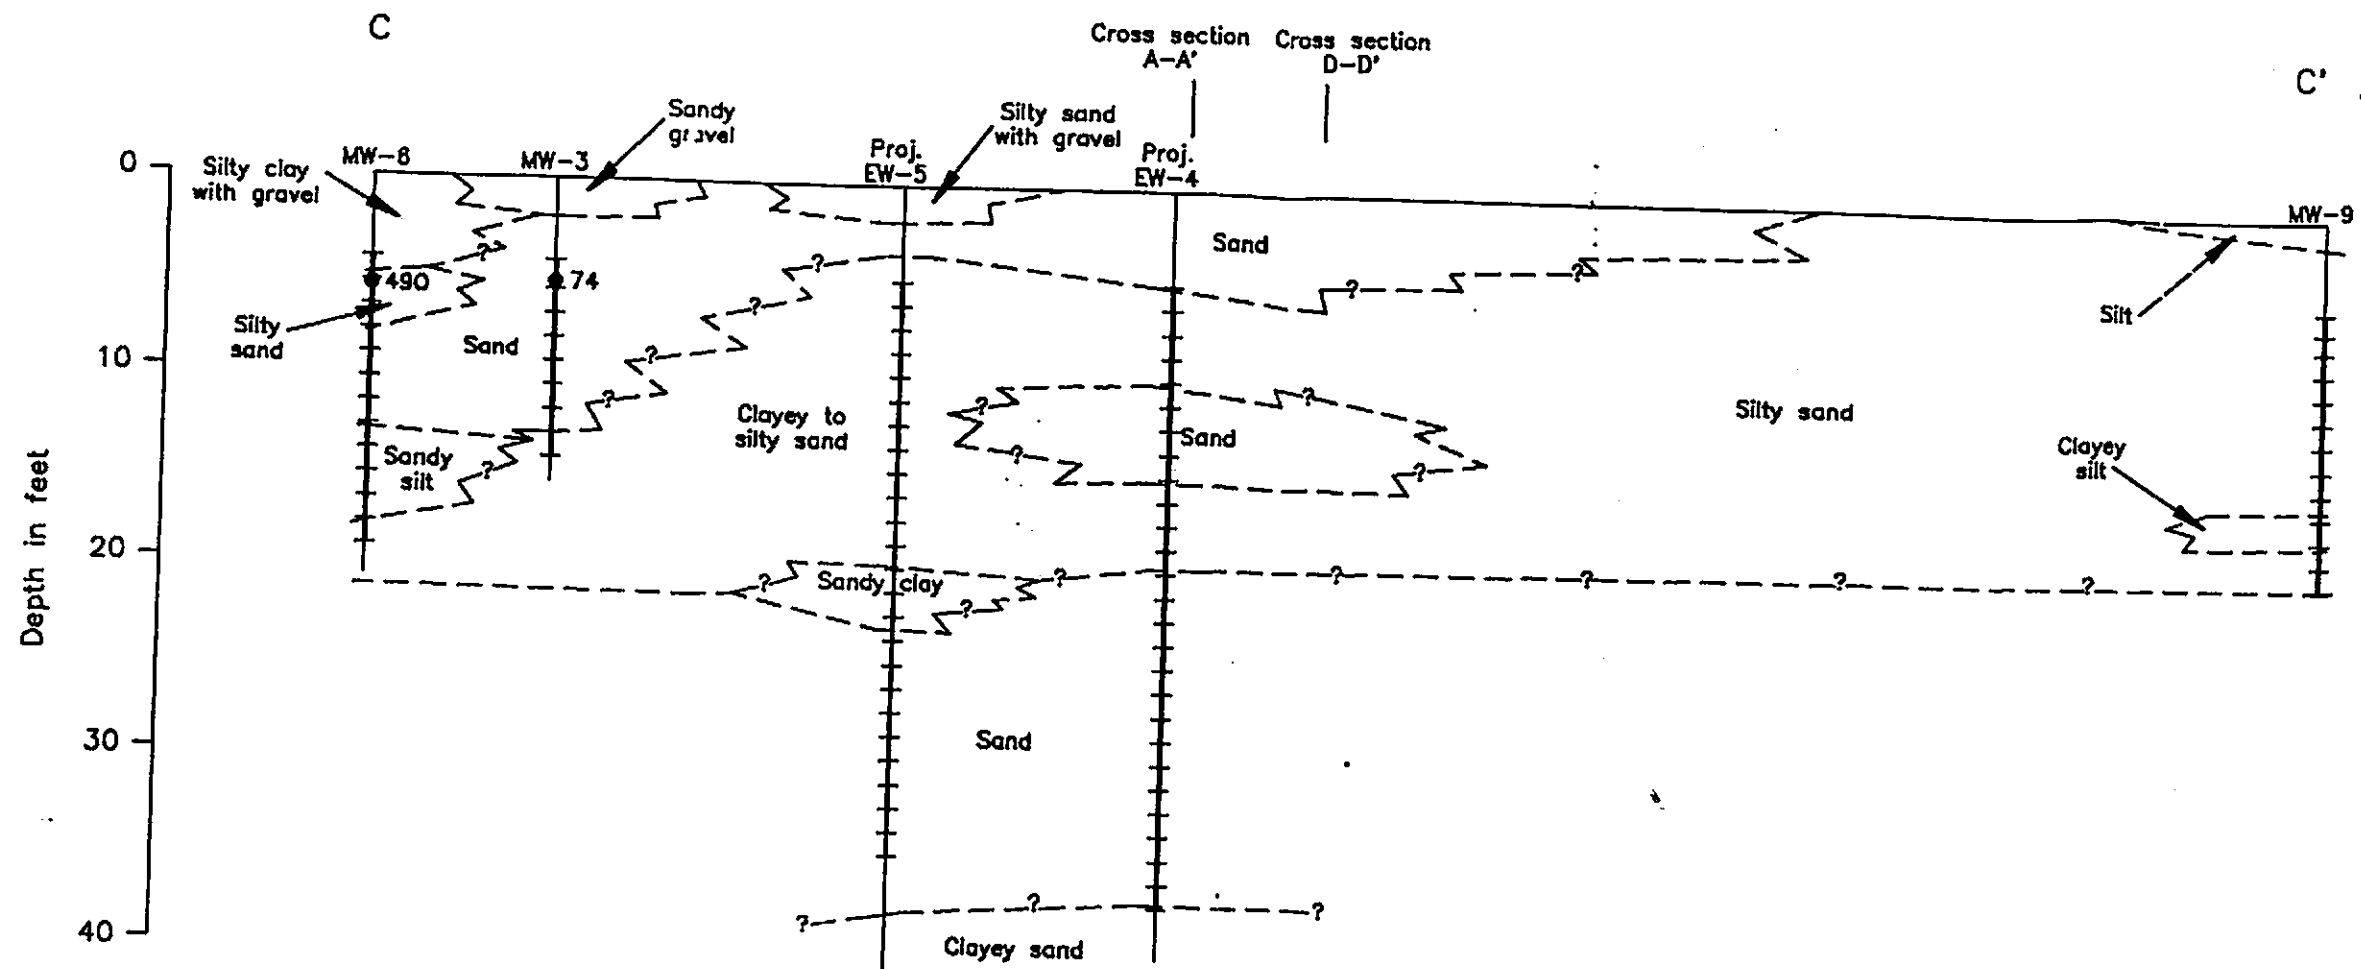 C
Cross section
A-A'
Cross section
D-D'
C'
Sandy
gravel
Silty sand
with gravel
0
Silty clay
with gravel
MW-8
MW-3
Proj.
EW-5
Proj.
EW-4
MW-9
Sand
?
?
490
74
?
?
Silty
sand
Silt
?
10
Sand
?
?
?
?
Clayey to
silty sand
?
Sand
Silty sand
Sandy
silt
?
?
?
Clayey
silt
Depth in feet
20
?
Sandy clay
?
?
?
?
?
?
30
Sand
?
?
?
40
Clayey sand